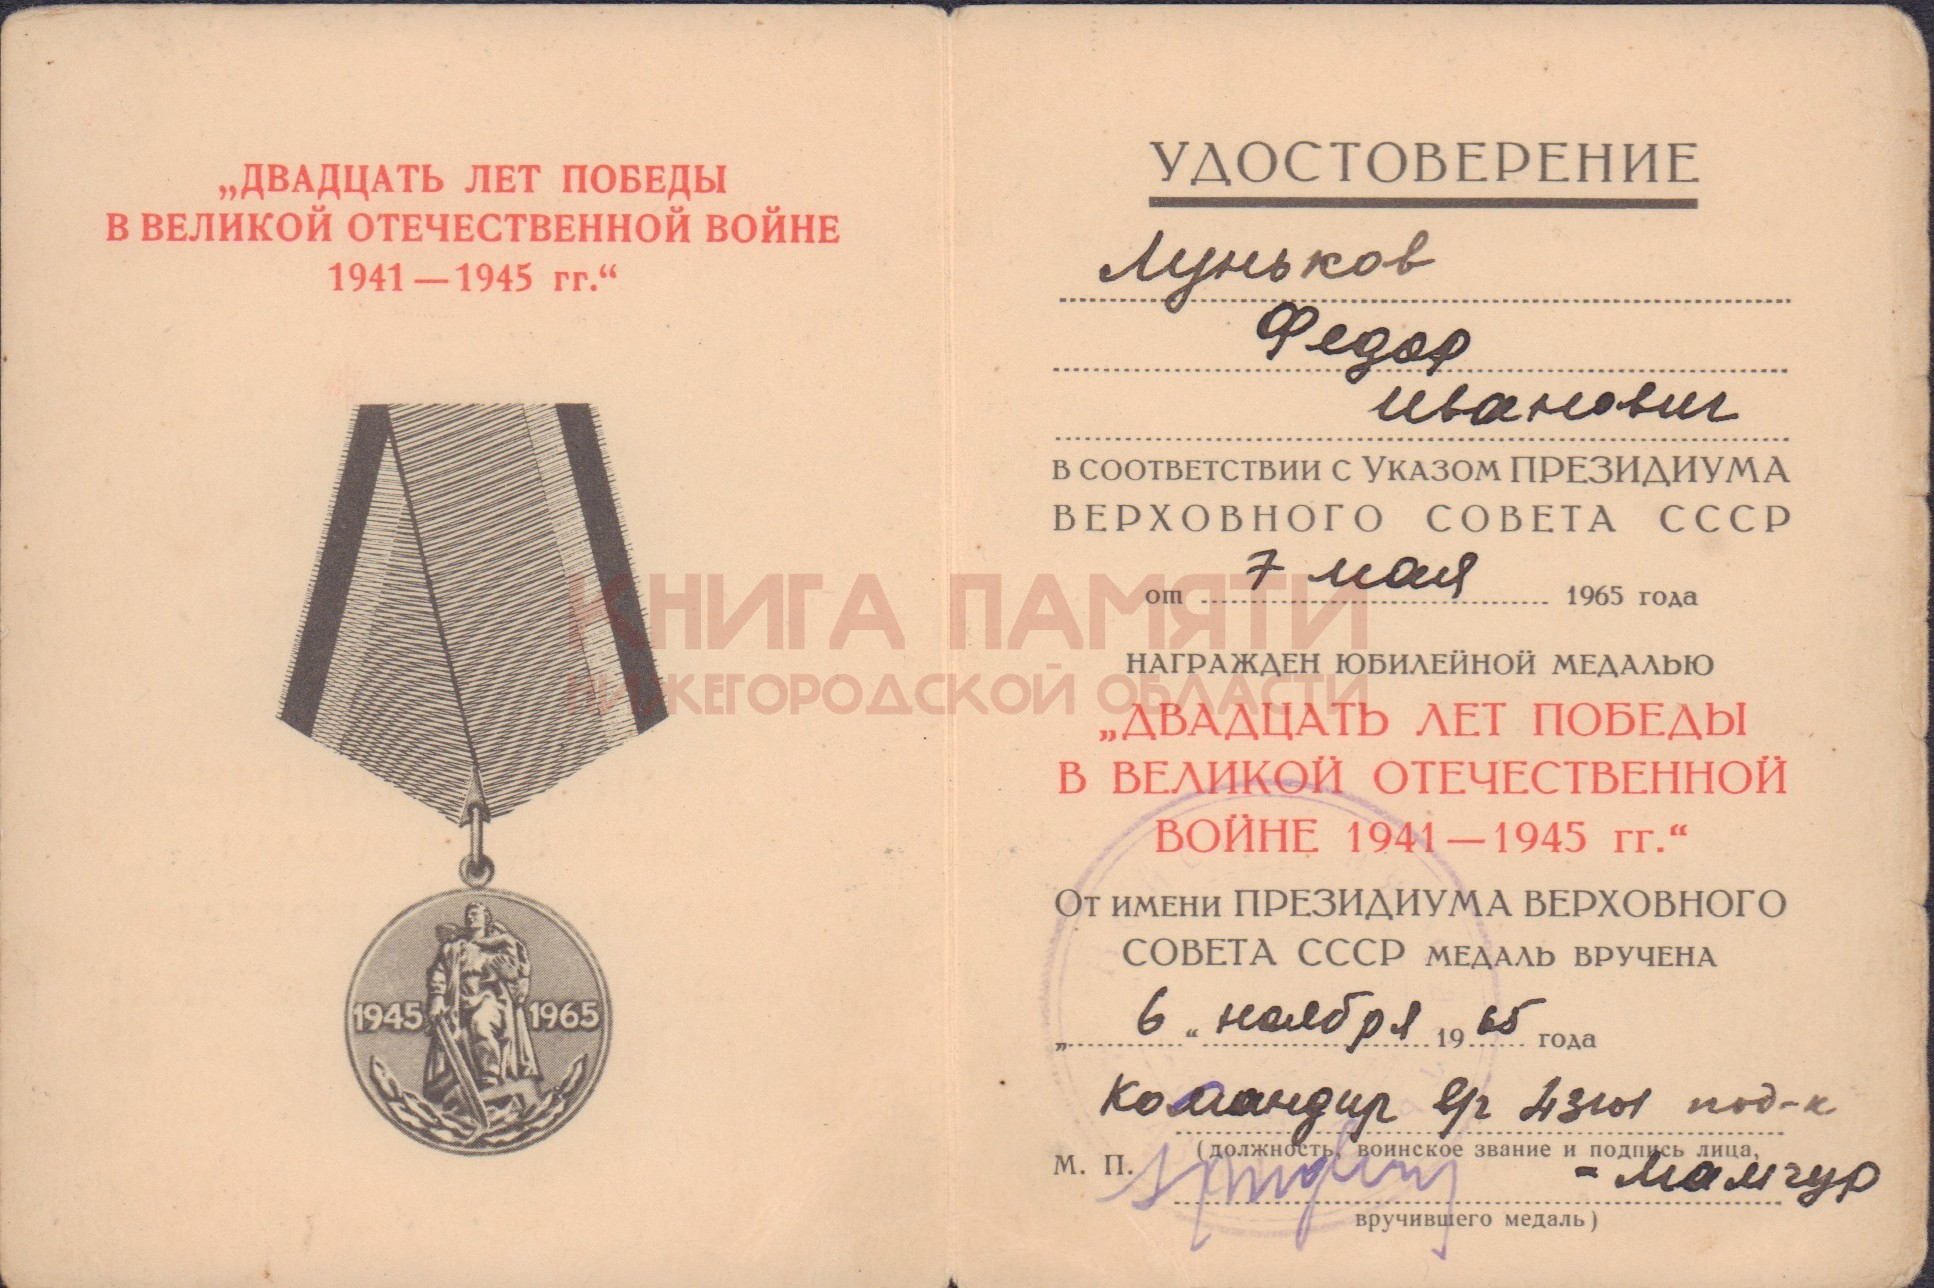 „ДВАДЦАТЬ ЛЕТ ПОБЕДЫ
В ВЕЛИКОЙ ОТЕЧЕСТВЕННОЙ ВОЙНЕ
1941—1945 гг.“
1945 1965
УДОСТОВЕРЕНИЕ
Луньков
Федор
Иванович
В СООТВЕТСТВИИ С УКАЗОМ ПРЕЗИДИУМА
ВЕРХОВНОГО СОВЕТА СССР
от 7 мая 1965 года
НАГРАЖДЕН ЮБИЛЕЙНОЙ МЕДАЛЬЮ
„ДВАДЦАТЬ ЛЕТ ПОБЕДЫ
В ВЕЛИКОЙ ОТЕЧЕСТВЕННОЙ
ВОЙНЕ 1941—1945 гг.“
ОТ ИМЕНИ ПРЕЗИДИУМА ВЕРХОВНОГО
СОВЕТА СССР МЕДАЛЬ ВРУЧЕНА
„6“ ноября 1965 года
Командир в/ч под-к
(должность, воинское звание и подпись лица,
М. П. - Мамчур
вручившего медаль)
КНИГА ПАМЯТИ
НИЖЕГОРОДСКОЙ ОБЛАСТИ